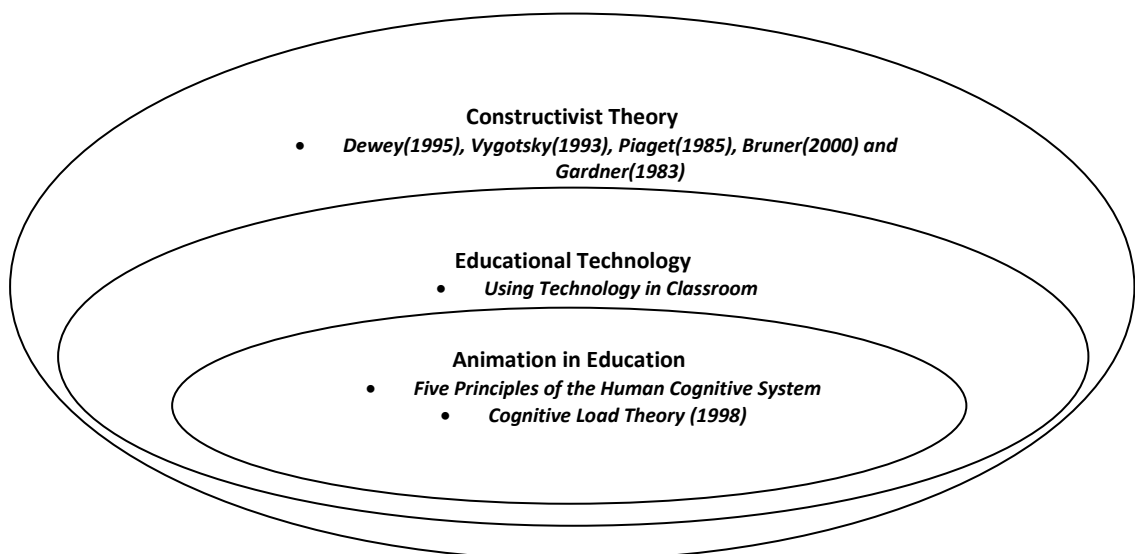 Constructivist Theory
• Dewey(1995), Vygotsky(1993), Piaget(1985), Bruner(2000) and
Gardner(1983)
Educational Technology
• Using Technology in Classroom
Animation in Education
• Five Principles of the Human Cognitive System
• Cognitive Load Theory (1998)